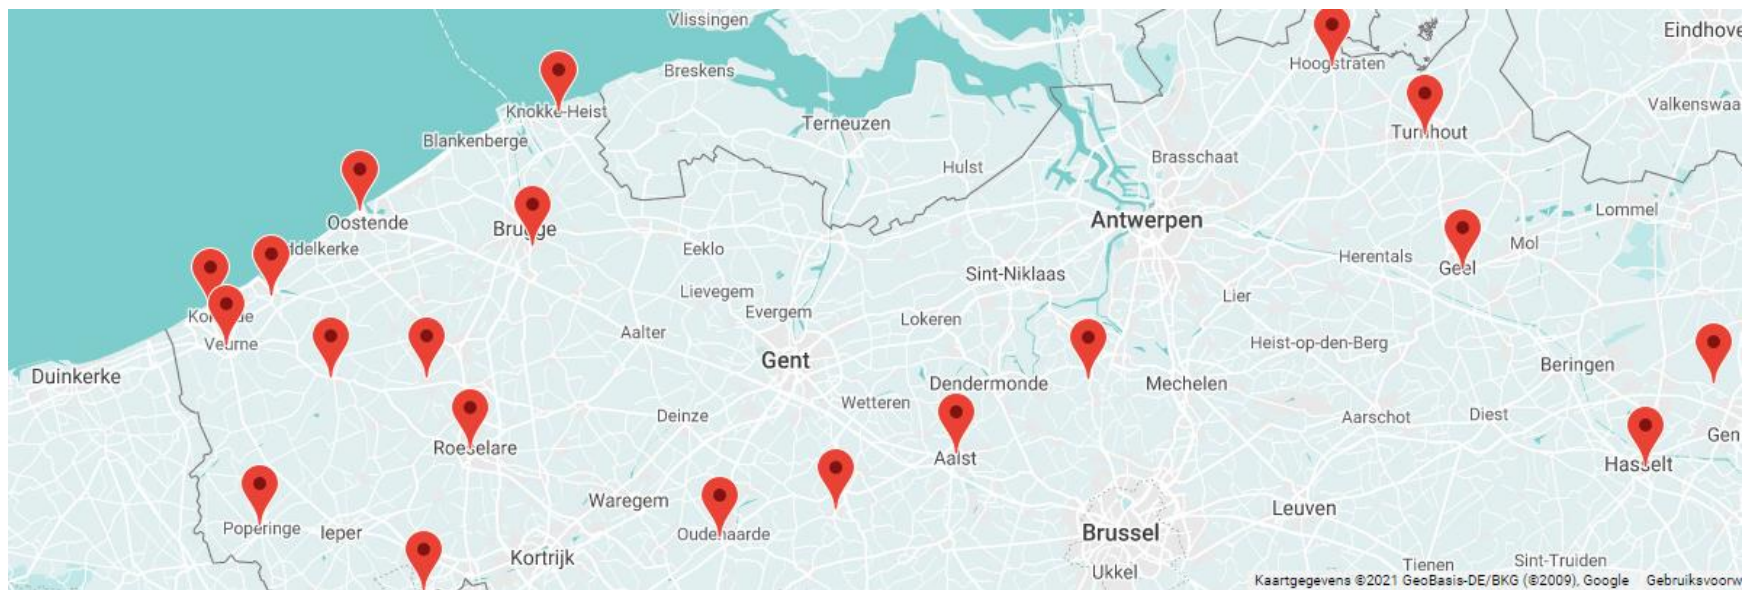 Vlissingen
Eindhove
Hoogstraten
Breskens
Valkenswaa
Knokke-Heist
Terneuzen
Turnhout
Blankenberge
Brasschaat
Hulst
Lommel
Oostende
Antwerpen
Brugge
Mol
ddelkerke
Eeklo
Herentals
Geel
Sint-Niklaas
Lievegem
Lier
Evergem
Lokeren
Ko de
Aalter
Veurne
Heist-op-den-Berg
Gent
Beringen
Duinkerke
Dendermonde
Mechelen
Wetteren
Deinze
Aarschot
Diest
Gen
Roeselare
Aalst
Hasselt
Waregem
Leuven
Poperinge
Ieper
Oudenaarde
Brussel
Kortrijk
Sint-Truiden
Tienen
Ukkel
Kaartgegevens ©2021 GeoBasis-DE/BKG (©2009), Google Gebruiksvoorw